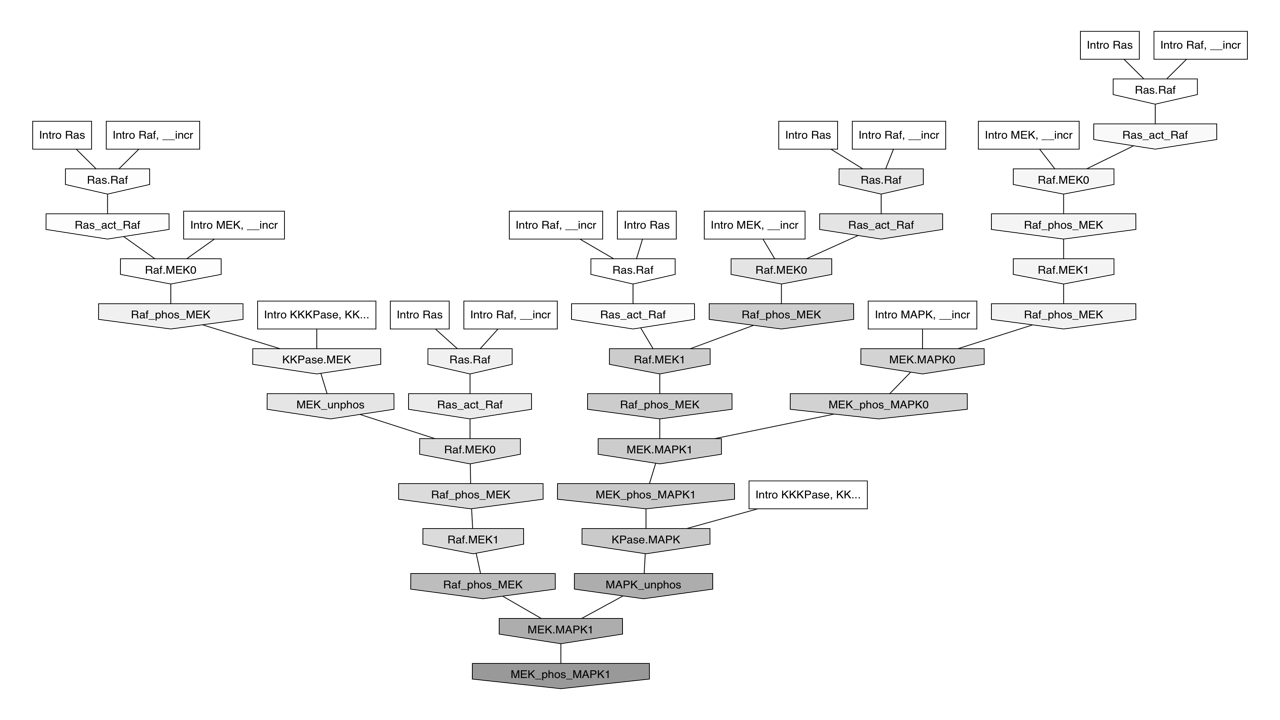 Intro Ras
Intro Raf, __incr
Ras.Raf
Intro Ras
Intro Raf, __incr
Intro Ras
Intro Raf, __incr
Intro MEK, __incr
Ras_act_Raf
Ras.Raf
Ras.Raf
Raf.MEK0
Ras_act_Raf
Intro MEK, __incr
Intro Raf, __incr
Intro Ras
Intro MEK, __incr
Ras_act_Raf
Raf_phos_MEK
Raf.MEK0
Ras.Raf
Raf.MEK0
Raf.MEK1
Raf_phos_MEK
Intro KKKPase, KK...
Intro Ras
Intro Raf, __incr
Ras_act_Raf
Raf_phos_MEK
Intro MAPK, __incr
Raf_phos_MEK
KKPase.MEK
Ras.Raf
Raf.MEK1
MEK.MAPK0
MEK_unphos
Ras_act_Raf
Raf_phos_MEK
MEK_phos_MAPK0
Raf.MEK0
MEK.MAPK1
Raf_phos_MEK
MEK_phos_MAPK1
Intro KKKPase, KK...
Raf.MEK1
KPase.MAPK
Raf_phos_MEK
MAPK_unphos
MEK.MAPK1
MEK_phos_MAPK1